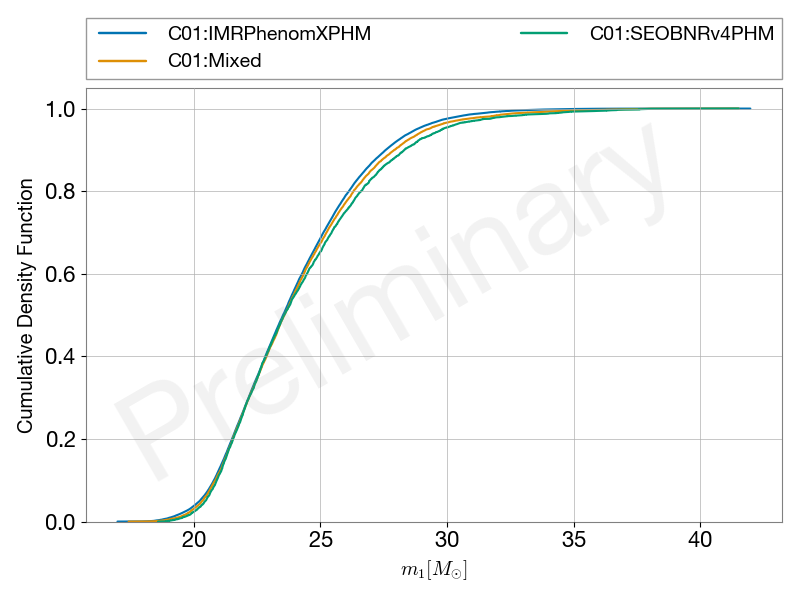 C01:IMRPhenomXPHM
C01:SEOBNRv4PHM
C01:Mixed
Cumulative Density Function
1.0
0.8
0.6
0.4
0.2
0.0
Preliminary
20 25 30 35 40
m₁[M⊙]